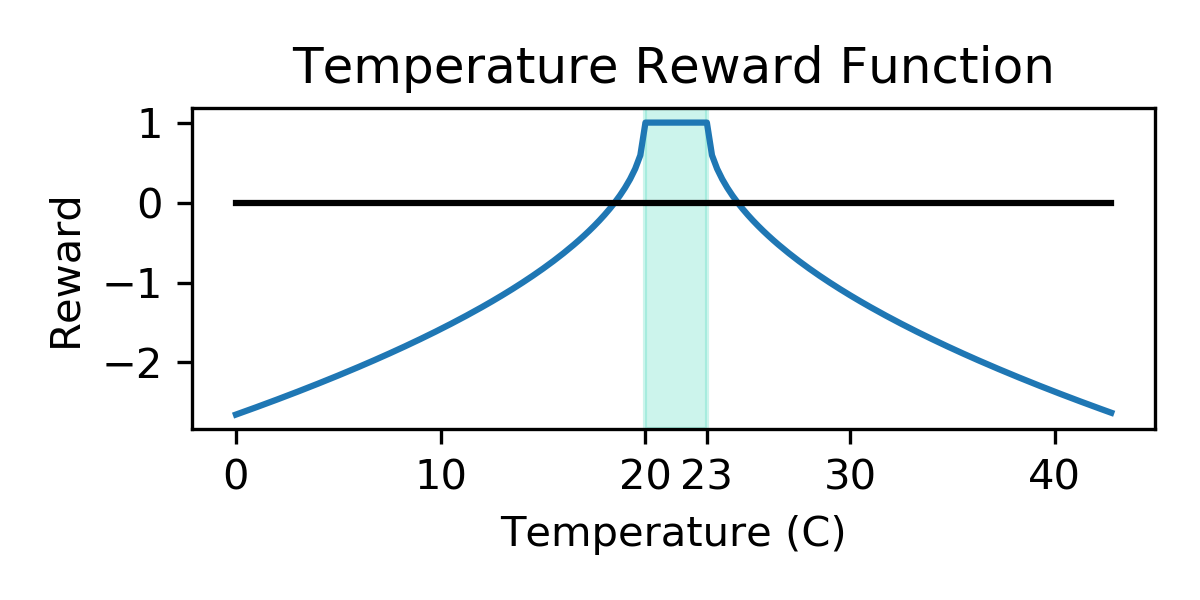 Temperature Reward Function
1
0
−1
−2
Reward
0 10 20 23 30 40
Temperature (C)